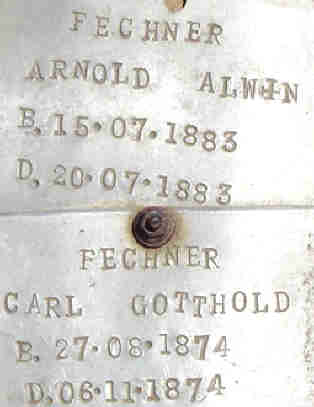 FECHNER
ARNOLD ALWIN
B. 15·07·1883
D. 20·07·1883
FECHNER
CARL GOTTHOLD
B. 27·08·1874
D. 06·11·1874